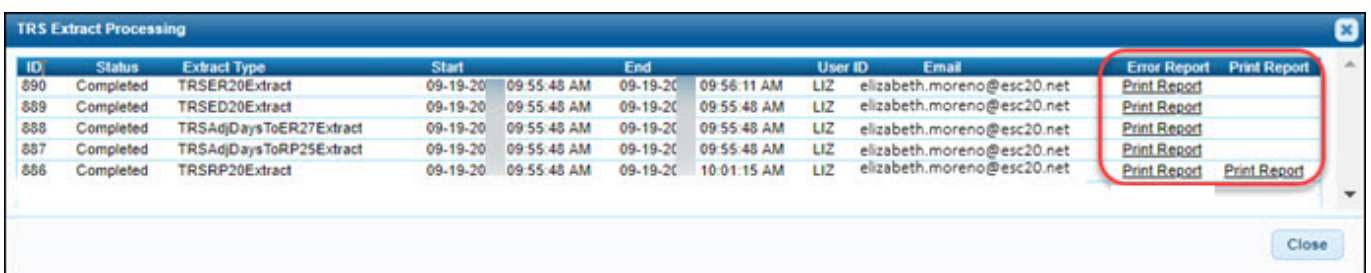 TRS Extract Processing
ID Status Extract Type Start End User ID Email Error Report Print Report
890 Completed TRSER20Extract 09-19-20 09:55:48 AM 09-19-20 09:56:11 AM LIZ elizabeth.moreno@esc20.net Print Report
889 Completed TRSED20Extract 09-19-20 09:55:48 AM 09-19-20 09:55:48 AM LIZ elizabeth.moreno@esc20.net Print Report
888 Completed TRSAdjDaysToER27Extract 09-19-20 09:55:48 AM 09-19-20 09:55:48 AM LIZ elizabeth.moreno@esc20.net Print Report
887 Completed TRSAdjDaysToRP25Extract 09-19-20 09:55:48 AM 09-19-20 09:55:48 AM LIZ elizabeth.moreno@esc20.net Print Report
886 Completed TRSRP20Extract 09-19-20 09:55:48 AM 09-19-20 10:01:15 AM LIZ elizabeth.moreno@esc20.net Print Report Print Report
Close